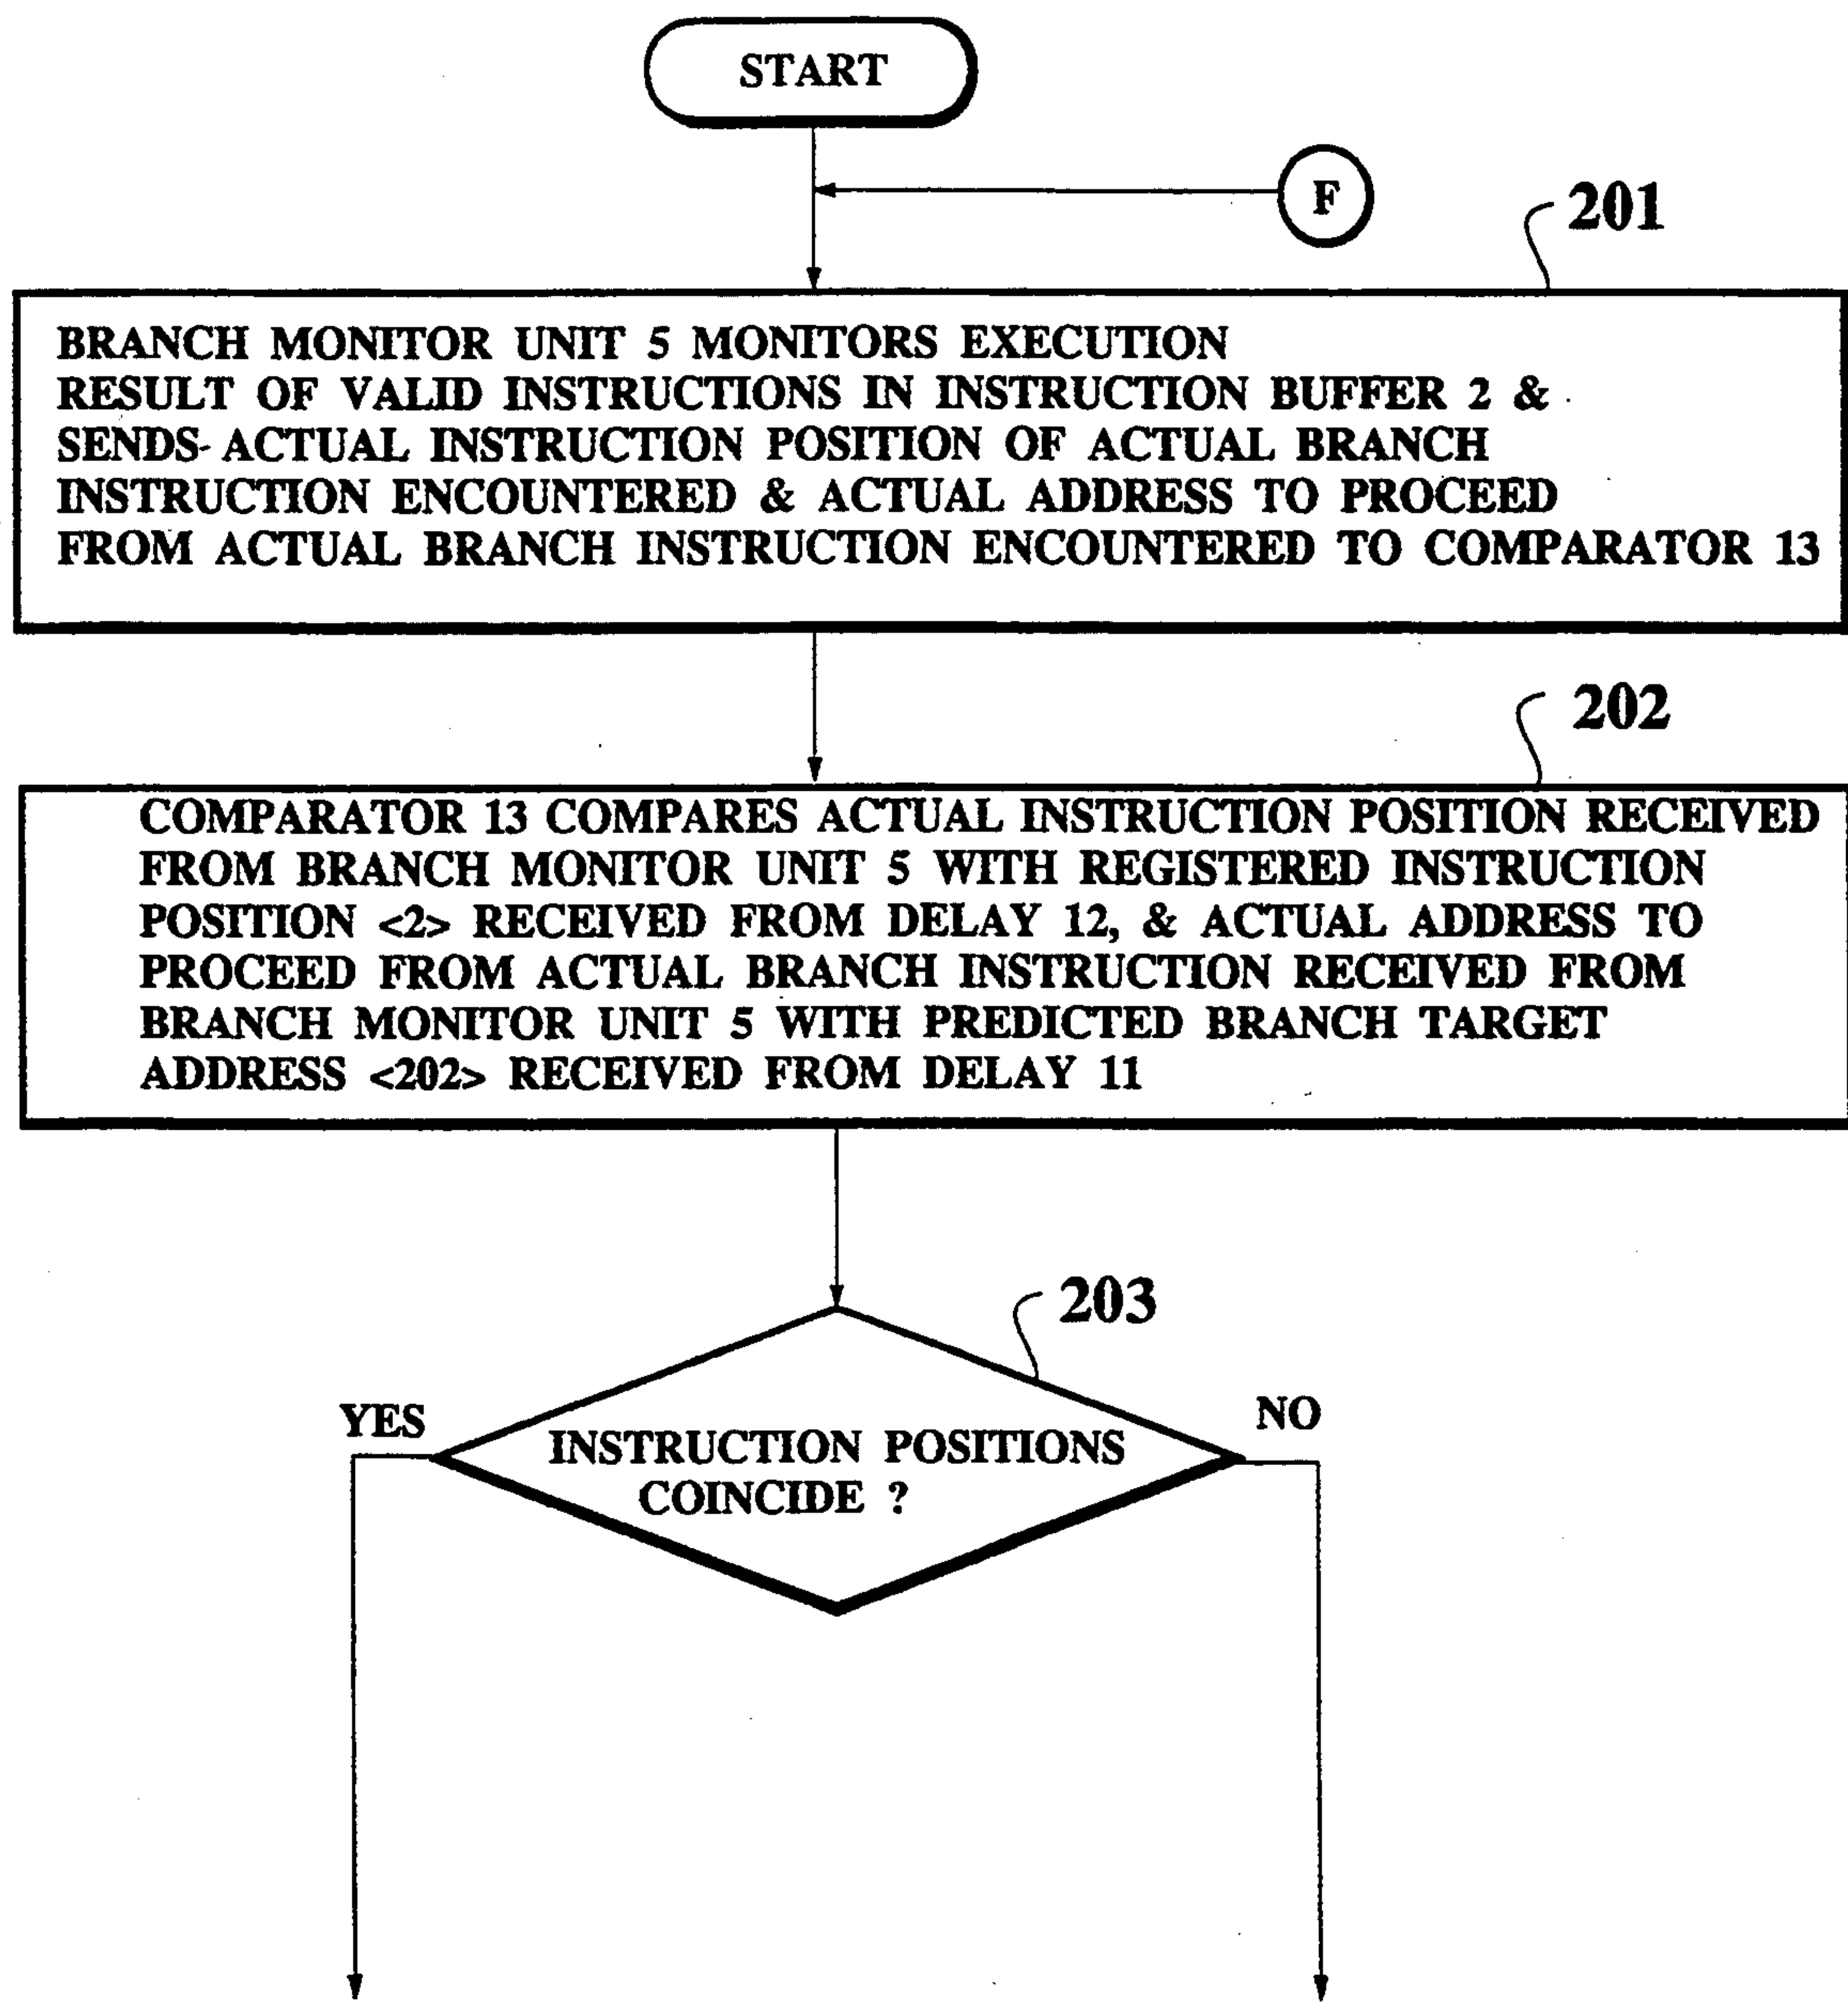 START
F
201
BRANCH MONITOR UNIT 5 MONITORS EXECUTION
RESULT OF VALID INSTRUCTIONS IN INSTRUCTION BUFFER 2 &
SENDS ACTUAL INSTRUCTION POSITION OF ACTUAL BRANCH
INSTRUCTION ENCOUNTERED & ACTUAL ADDRESS TO PROCEED
FROM ACTUAL BRANCH INSTRUCTION ENCOUNTERED TO COMPARATOR 13
202
COMPARATOR 13 COMPARES ACTUAL INSTRUCTION POSITION RECEIVED
FROM BRANCH MONITOR UNIT 5 WITH REGISTERED INSTRUCTION
POSITION <2> RECEIVED FROM DELAY 12, & ACTUAL ADDRESS TO
PROCEED FROM ACTUAL BRANCH INSTRUCTION RECEIVED FROM
BRANCH MONITOR UNIT 5 WITH PREDICTED BRANCH TARGET
ADDRESS <202> RECEIVED FROM DELAY 11
203
YES
NO
INSTRUCTION POSITIONS
COINCIDE ?